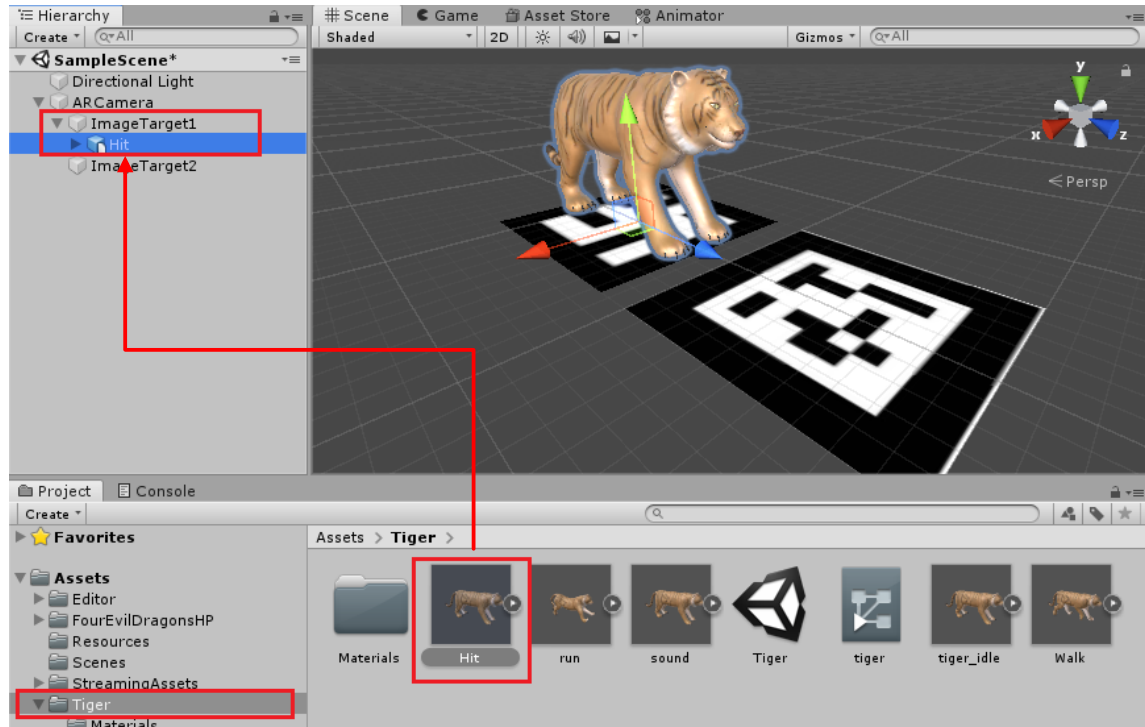 Hierarchy
Create
All
SampleScene*
Directional Light
ARCamera
ImageTarget1
Hit
ImageTarget2
Scene
Game
Asset Store
Animator
Shaded
2D
Gizmos
All
y
x
z
Persp
Project
Console
Create
Favorites
Assets
Editor
FourEvilDragonsHP
Resources
Scenes
StreamingAssets
Tiger
Materials
Assets > Tiger >
Materials
Hit
run
sound
Tiger
tiger
tiger_idle
Walk